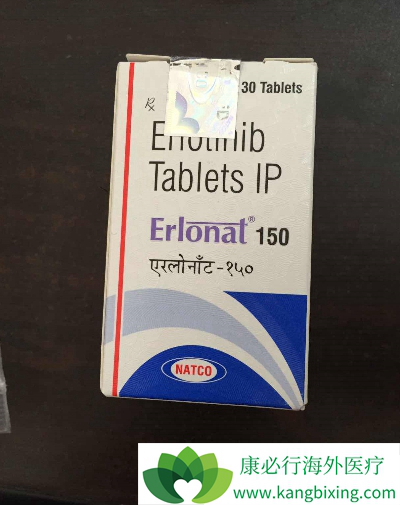 30 Tablets
Rx
Erlotinib
Tablets IP
Erlonat® 150
एरलोनाँट-१५०
NATCO
康必行海外医疗
www.kangbixing.com